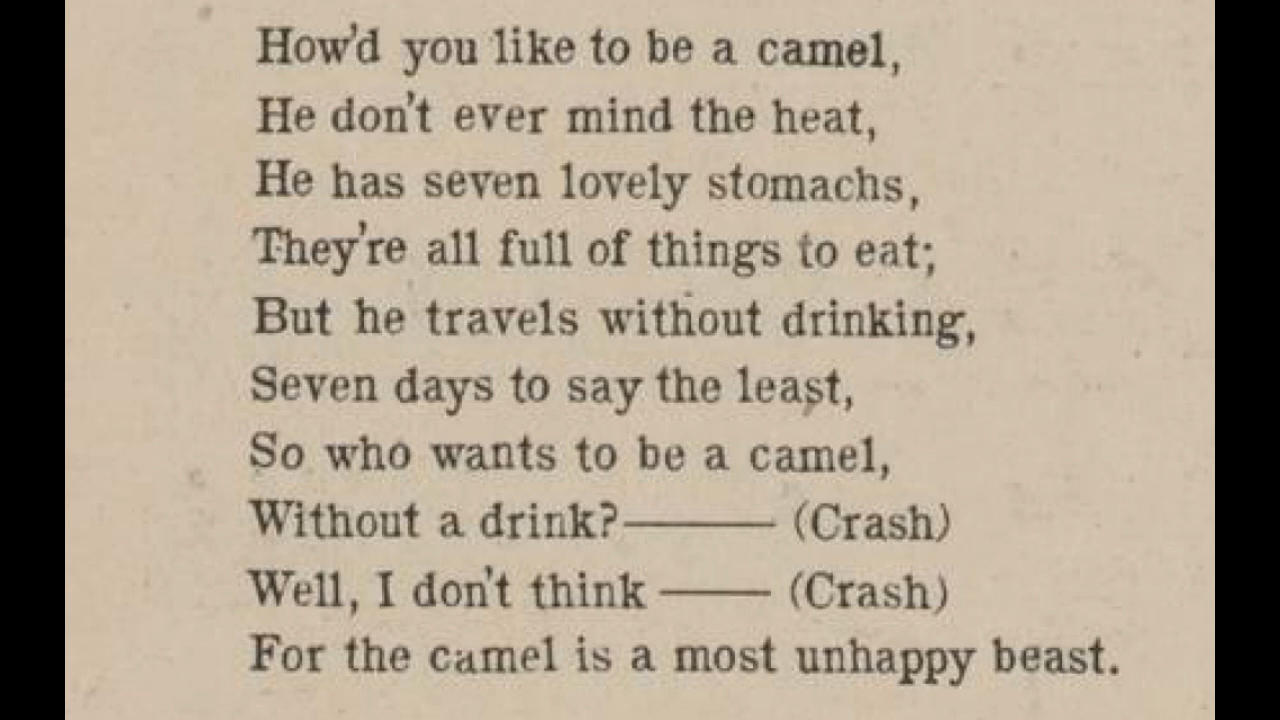 How'd you like to be a camel,
He don't ever mind the heat,
He has seven lovely stomachs,
They're all full of things to eat;
But he travels without drinking,
Seven days to say the least,
So who wants to be a camel,
Without a drink?——— (Crash)
Well, I don't think —— (Crash)
For the camel is a most unhappy beast.